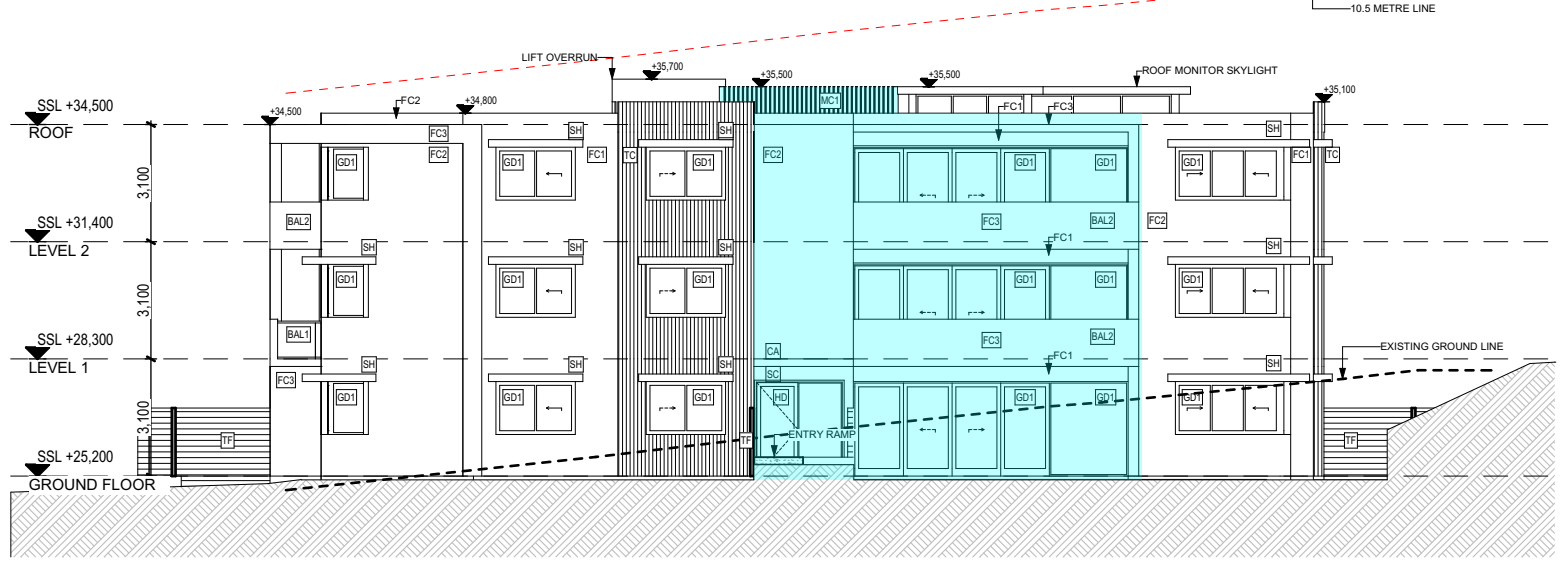 10.5 METRE LINE
LIFT OVERRUN
+35,700
+35,500
+35,500
ROOF MONITOR SKYLIGHT
+35,100
SSL +34,500
ROOF
+34,500
FC2
+34,800
MC1
FC1
FC3
FC3
SH
SH
SH
FC2
GD1
GD1
FC1
TC
GD1
FC2
GD1
GD1
GD1
FC1
TC
3,100
SSL +31,400
LEVEL 2
BAL2
FC3
BAL2
FC2
SH
SH
SH
FC1
SH
GD1
GD1
GD1
GD1
GD1
GD1
3,100
SSL +28,300
LEVEL 1
BAL1
FC3
BAL2
CA
EXISTING GROUND LINE
SH
SH
SH
FC1
SH
FC3
SC
GD1
GD1
GD1
HD
GD1
GD1
GD1
3,100
TF
TF
ENTRY RAMP
TF
SSL +25,200
GROUND FLOOR